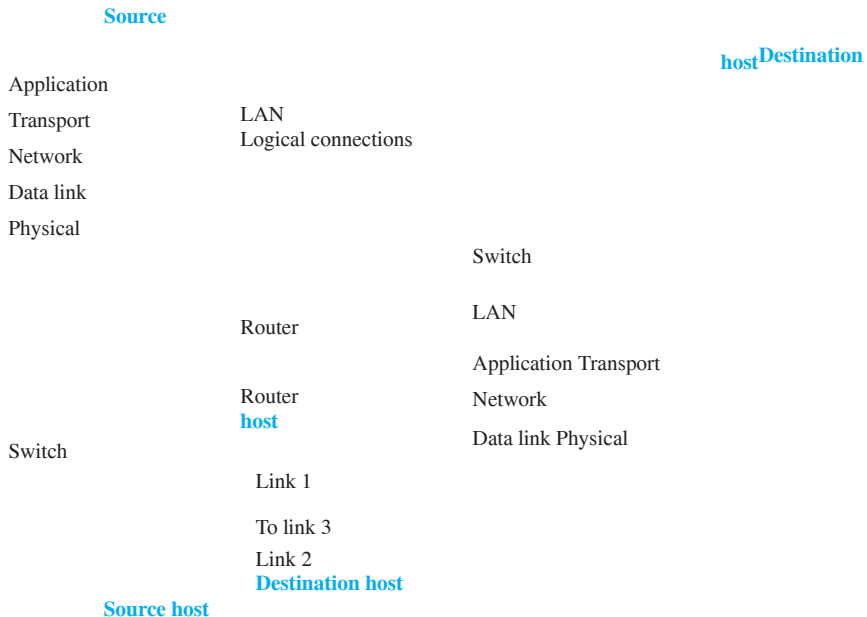 Source
hostDestination
Application
Transport
Network
Data link
Physical
LAN
Logical connections
Switch
LAN
Router
Application Transport
Router
host
Network
Data link Physical
Switch
Link 1
To link 3
Link 2
Destination host
Source host